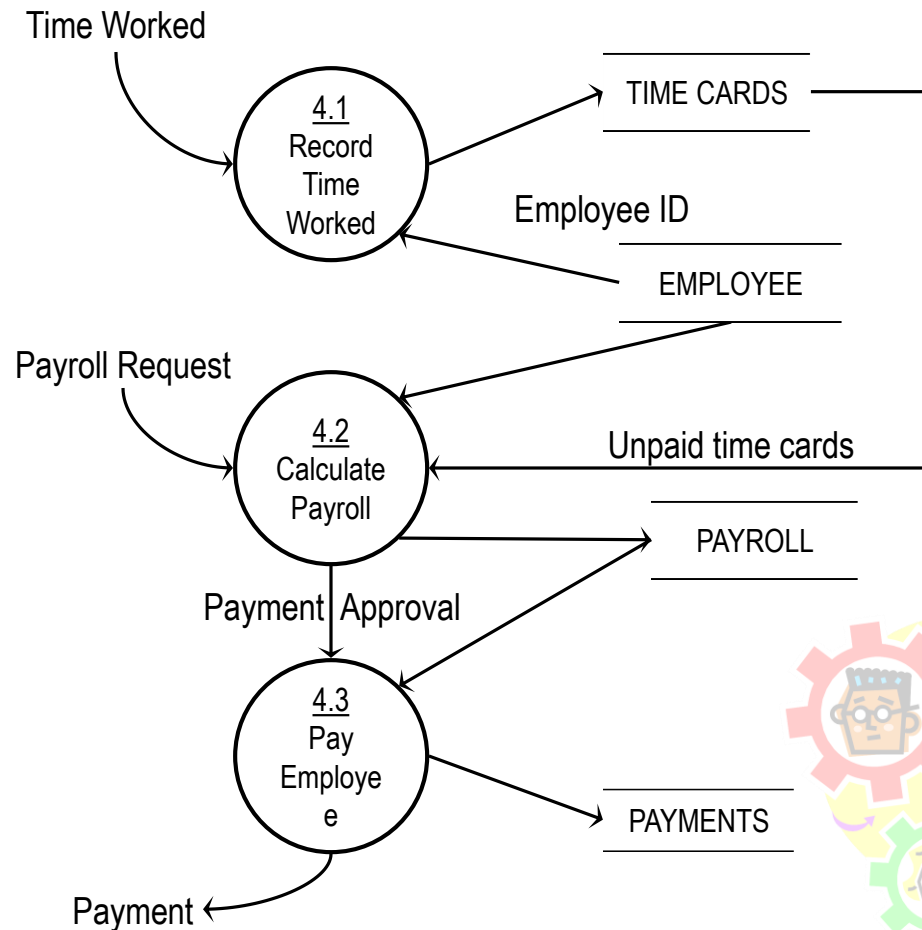 Time Worked
4.1
Record
Time
Worked
TIME CARDS
Employee ID
EMPLOYEE
Payroll Request
4.2
Calculate
Payroll
Unpaid time cards
PAYROLL
Payment Approval
4.3
Pay
Employe
e
PAYMENTS
Payment